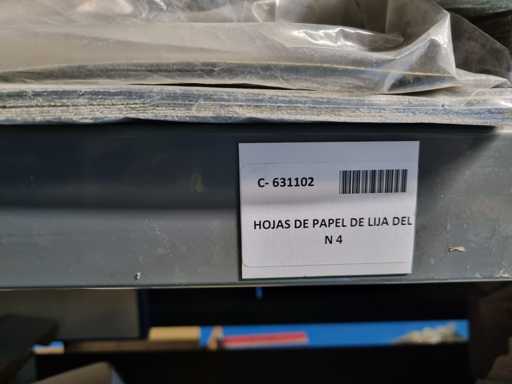 C- 631102
HOJAS DE PAPEL DE LIJA DEL
N 4